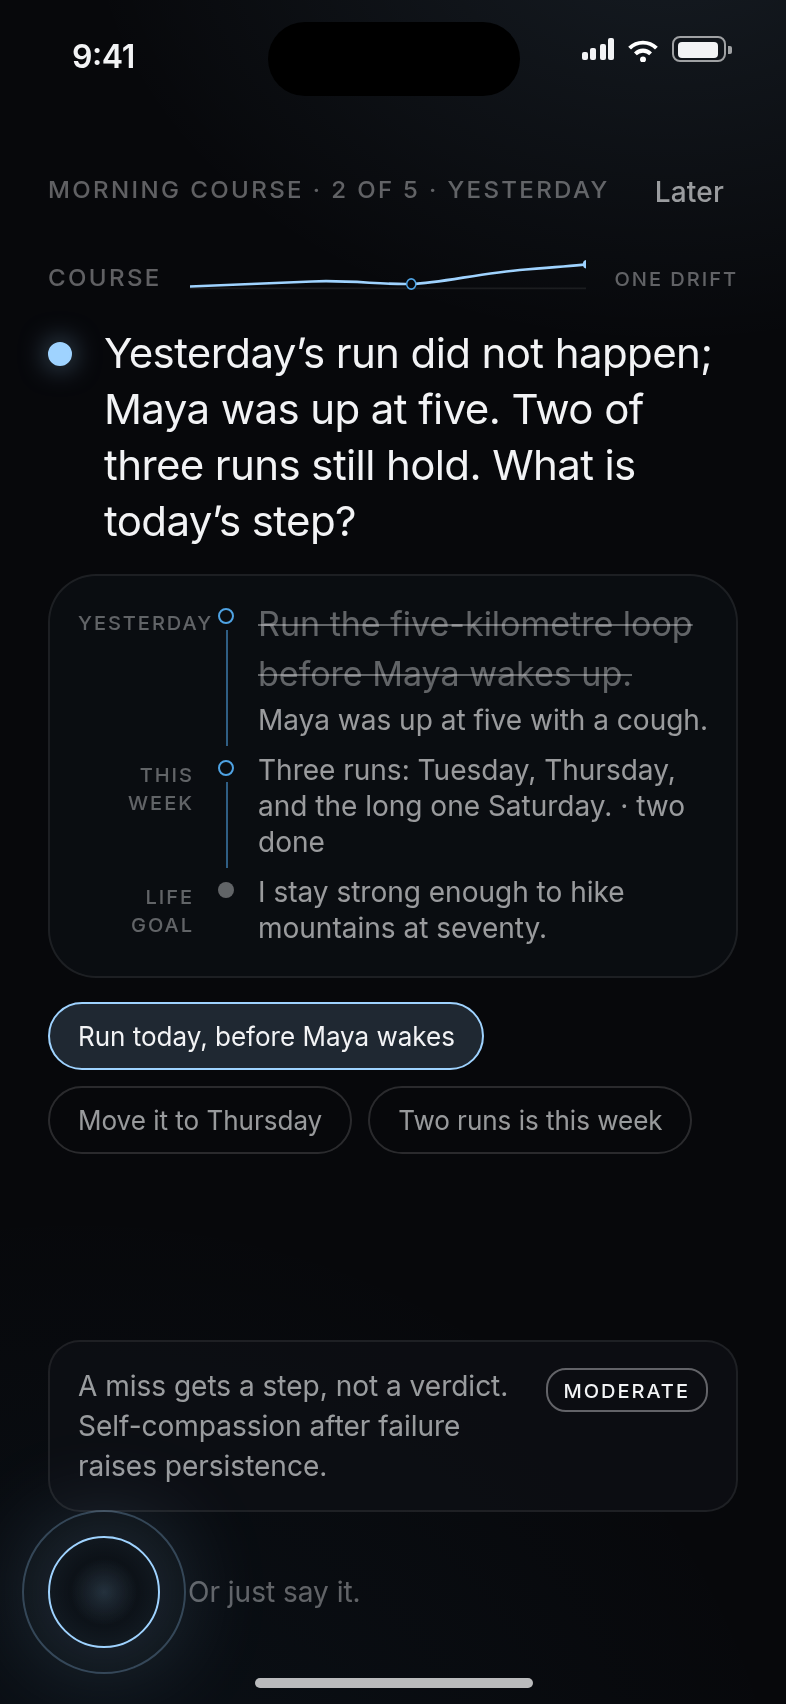 9:41
MORNING COURSE · 2 OF 5 · YESTERDAY
Later
COURSE
ONE DRIFT
Yesterday’s run did not happen;
Maya was up at five. Two of
three runs still hold. What is
today’s step?
YESTERDAY
Run the five-kilometre loop
before Maya wakes up.
Maya was up at five with a cough.
THIS
WEEK
Three runs: Tuesday, Thursday,
and the long one Saturday. · two
done
LIFE
GOAL
I stay strong enough to hike
mountains at seventy.
Run today, before Maya wakes
Move it to Thursday
Two runs is this week
A miss gets a step, not a verdict.
Self-compassion after failure
raises persistence.
MODERATE
Or just say it.